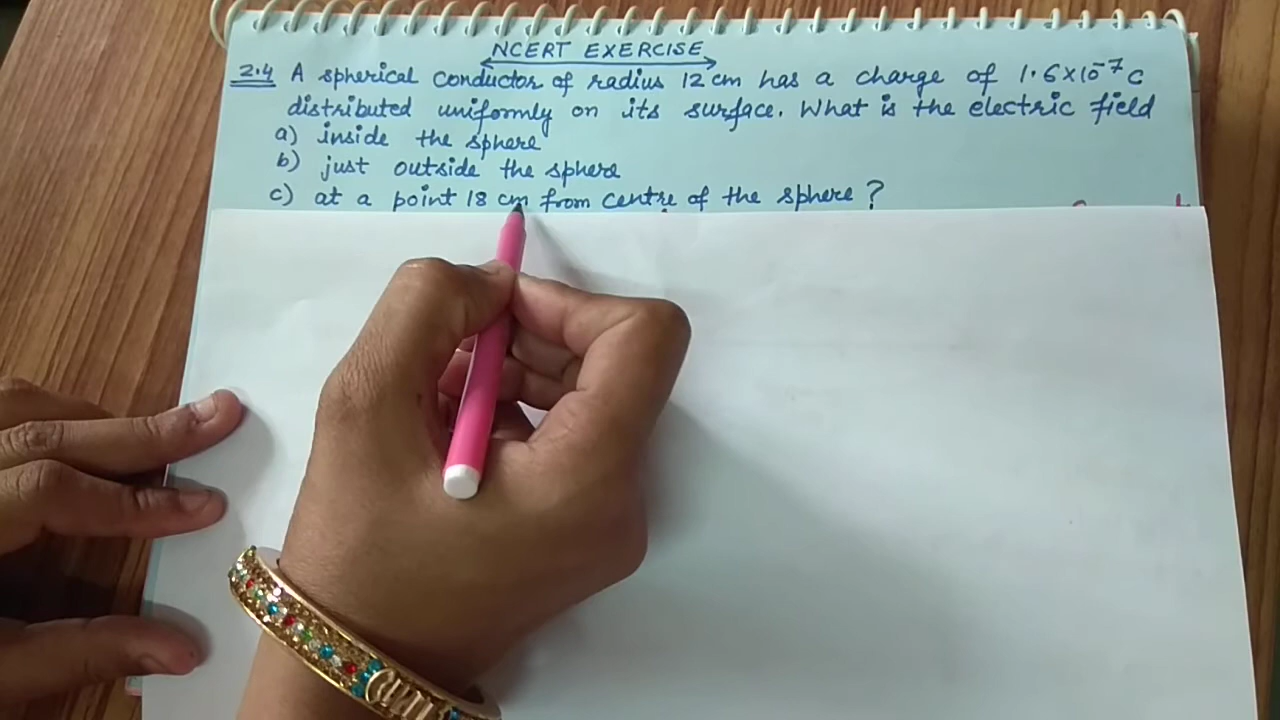 NCERT EXERCISE
2.4 A spherical conductor of radius 12 cm has a charge of 1.6×10⁻⁷ C
distributed uniformly on its surface. What is the electric field
a) inside the sphere
b) just outside the sphere
c) at a point 18 cm from centre of the sphere ?